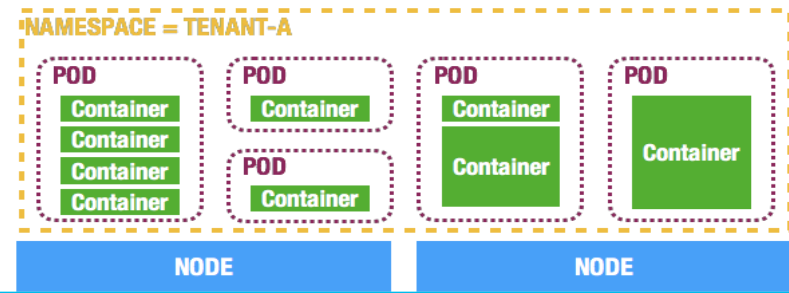 NAMESPACE = TENANT-A
POD
Container
Container
Container
Container
POD
Container
POD
Container
POD
Container
Container
POD
Container
NODE
NODE